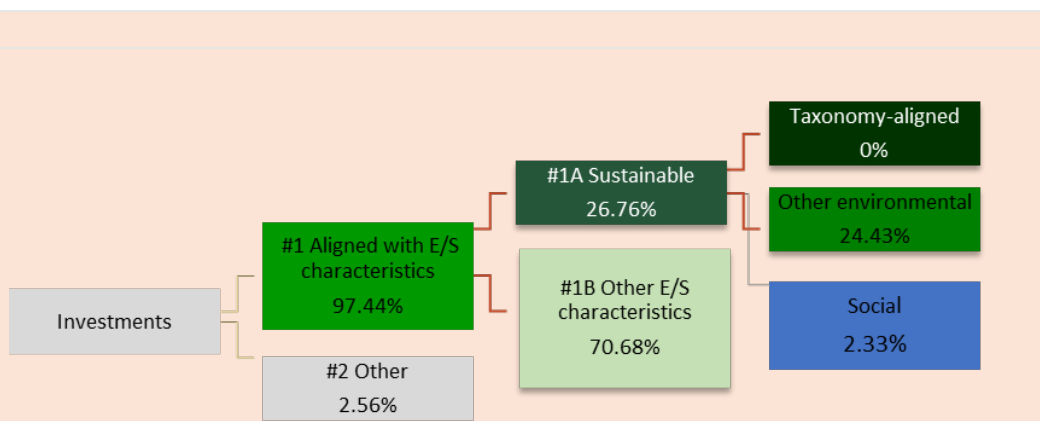 Investments
#1 Aligned with E/S
characteristics
97.44%
#2 Other
2.56%
#1A Sustainable
26.76%
#1B Other E/S
characteristics
70.68%
Taxonomy-aligned
0%
Other environmental
24.43%
Social
2.33%